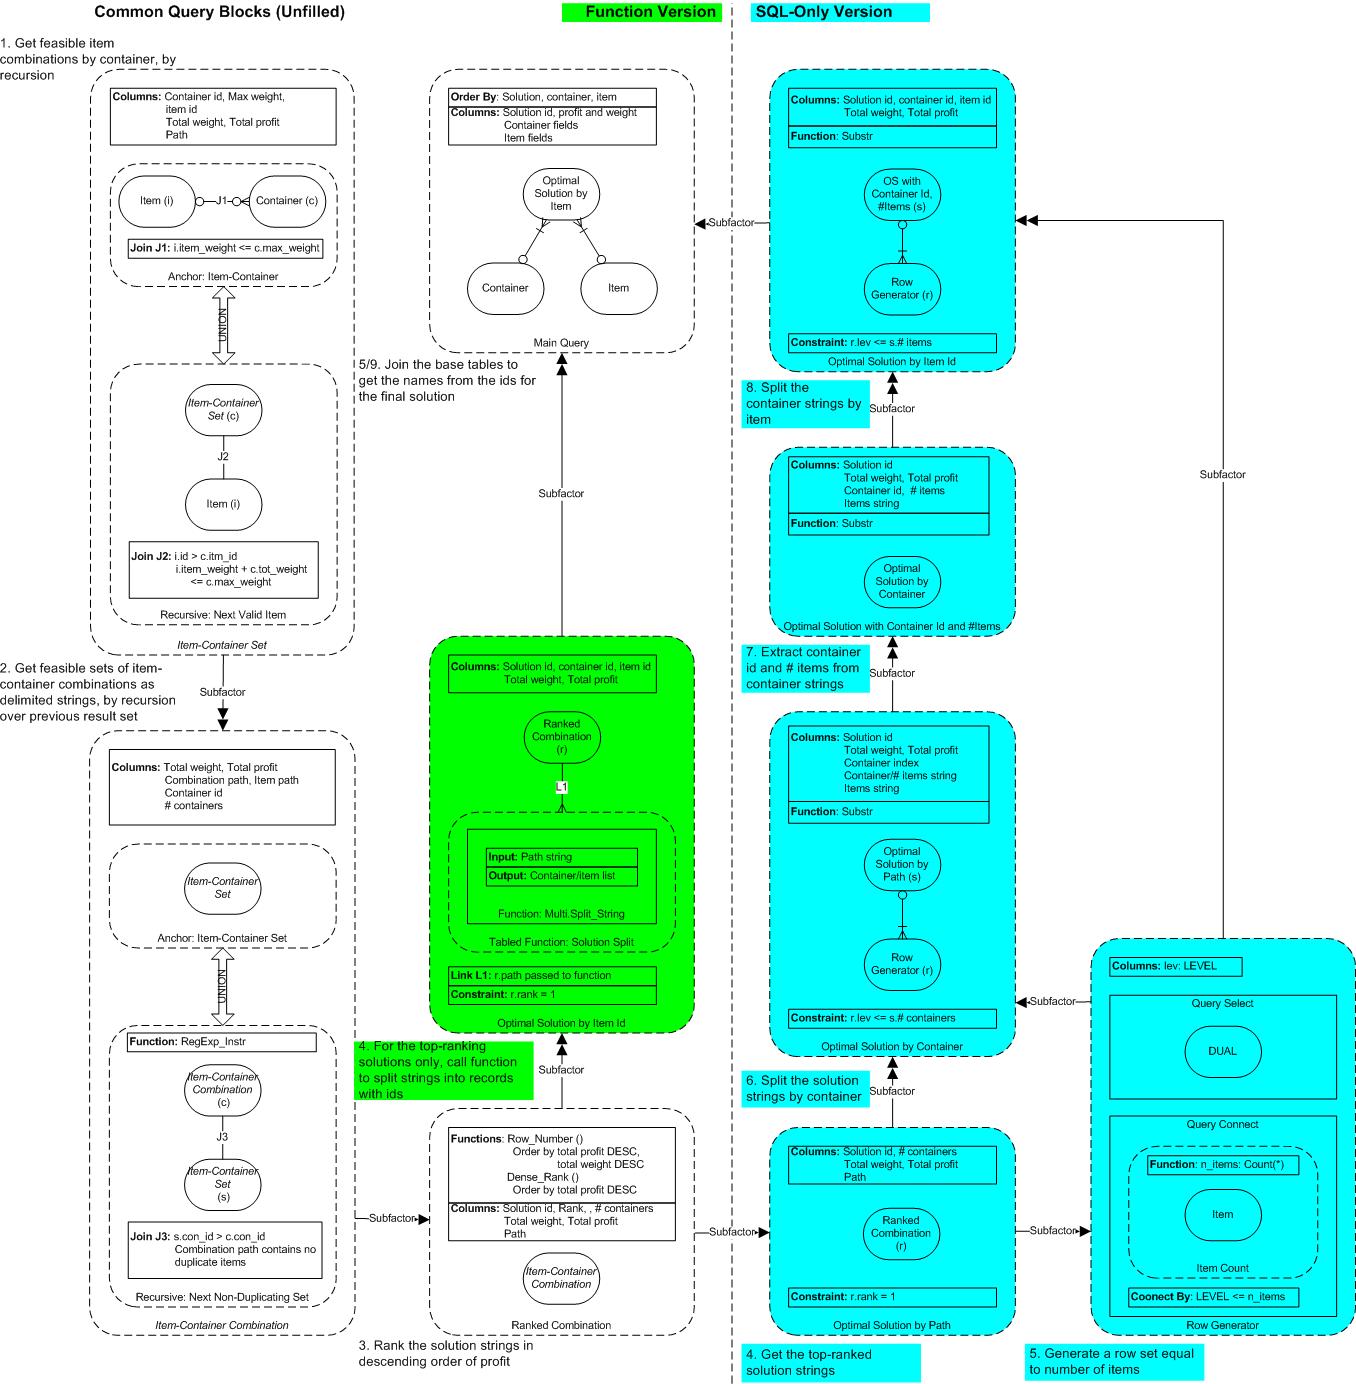 Common Query Blocks (Unfilled)
Function Version
SQL-Only Version
1. Get feasible item
combinations by container, by
recursion
Columns: Container id, Max weight,
item id
Total weight, Total profit
Path
Item (i)
J1
Container (c)
Join J1: i.item_weight <= c.max_weight
Anchor: Item-Container
UNION
Item-Container
Set (c)
J2
Item (i)
Join J2: i.id > c.itm_id
i.item_weight + c.tot_weight
<= c.max_weight
Recursive: Next Valid Item
Item-Container Set
2. Get feasible sets of item-
container combinations as
delimited strings, by recursion
over previous result set
Subfactor
Columns: Total weight, Total profit
Combination path, Item path
Container id
# containers
Item-Container
Set
Anchor: Item-Container Set
UNION
Function: RegExp_Instr
Item-Container
Combination
(c)
J3
Item-Container
Set
(s)
Join J3: s.con_id > c.con_id
Combination path contains no
duplicate items
Recursive: Next Non-Duplicating Set
Item-Container Combination
Subfactor
Order By: Solution, container, item
Columns: Solution id, profit and weight
Container fields
Item fields
Optimal
Solution by
Item
Container
Item
Main Query
5/9. Join the base tables to
get the names from the ids for
the final solution
Subfactor
Columns: Solution id, container id, item id
Total weight, Total profit
Ranked
Combination
(r)
L1
Input: Path string
Output: Container/item list
Function: Multi.Split_String
Tabled Function: Solution Split
Link L1: r.path passed to function
Constraint: r.rank = 1
Optimal Solution by Item Id
4. For the top-ranking
solutions only, call function
to split strings into records
with ids
Subfactor
Functions: Row_Number ()
Order by total profit DESC,
total weight DESC
Dense_Rank ()
Order by total profit DESC
Columns: Solution id, Rank, , # containers
Total weight, Total profit
Path
Item-Container
Combination
Ranked Combination
3. Rank the solution strings in
descending order of profit
Subfactor
Subfactor
Columns: Solution id, container id, item id
Total weight, Total profit
Function: Substr
OS with
Container Id,
#Items (s)
Row
Generator (r)
Constraint: r.lev <= s.# items
Optimal Solution by Item Id
8. Split the
container strings by
item
Subfactor
Columns: Solution id
Total weight, Total profit
Container id, # items
Items string
Function: Substr
Optimal
Solution by
Container
Optimal Solution with Container Id and #Items
7. Extract container
id and # items from
container strings
Subfactor
Columns: Solution id
Total weight, Total profit
Container index
Container/# items string
Items string
Function: Substr
Optimal
Solution by
Path (s)
Row
Generator (r)
Constraint: r.lev <= s.# containers
Optimal Solution by Container
6. Split the solution
strings by container
Subfactor
Columns: Solution id, # containers
Total weight, Total profit
Path
Ranked
Combination
(r)
Constraint: r.rank = 1
Optimal Solution by Path
4. Get the top-ranked
solution strings
Subfactor
Subfactor
Subfactor
Columns: lev: LEVEL
Query Select
DUAL
Query Connect
Function: n_items: Count(*)
Item
Item Count
Coonect By: LEVEL <= n_items
Row Generator
5. Generate a row set equal
to number of items